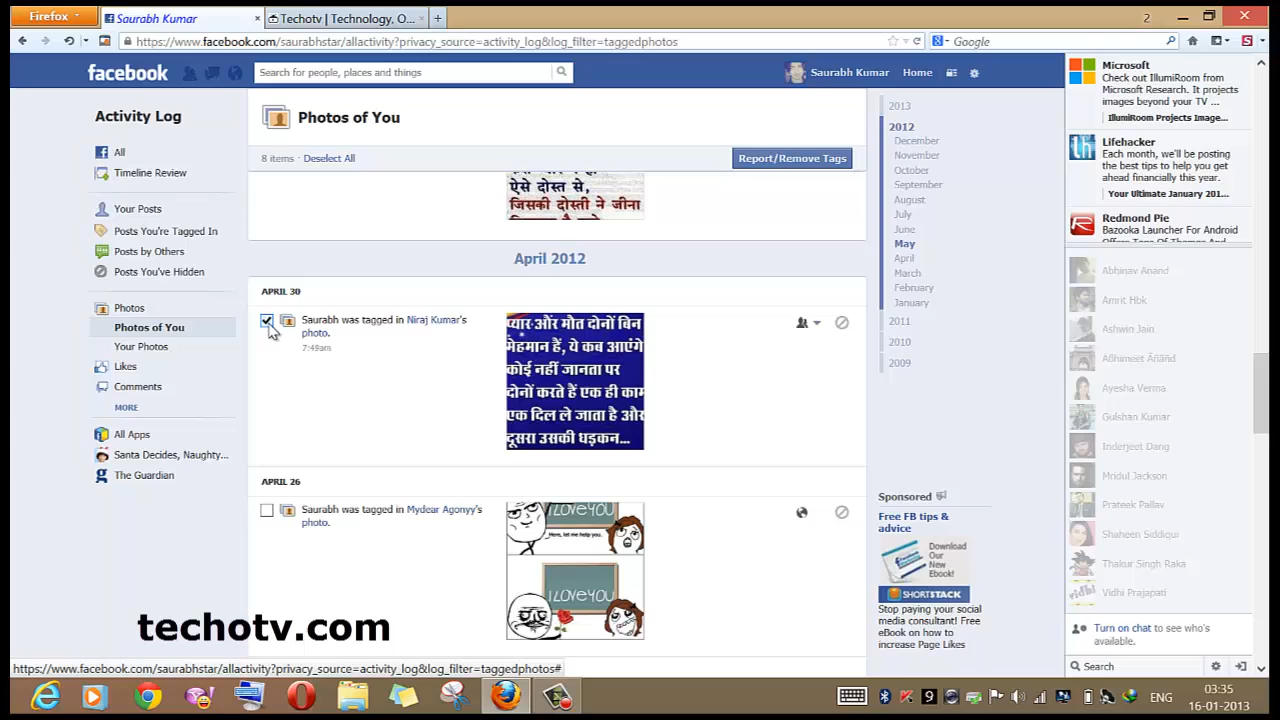 Firefox
Saurabh Kumar
Techotv | Technology, O...
2
https://www.facebook.com/saurabhstar/allactivity?privacy_source=activity_log&log_filter=taggedphotos
Google
facebook
Search for people, places and things
Saurabh Kumar
Home
Activity Log
All
Timeline Review
Your Posts
Posts You're Tagged In
Posts by Others
Posts You've Hidden
Photos
Photos of You
Your Photos
Likes
Comments
MORE
All Apps
Santa Decides, Naughty...
The Guardian
Photos of You
8 items
Deselect All
Report/Remove Tags
ऐसे दोस्त से,
जिसकी दोस्ती ने जीना
April 2012
APRIL 30
Saurabh was tagged in Niraj Kumar's
photo.
7:49am
प्यार और मौत दोनों बिन
मेहमान हैं, ये कब आएंगे
कोई नहीं जानता पर
दोनों करते हैं एक ही काम
एक दिल ले जाता है और
दूसरा उसकी धड़कन...
APRIL 26
Saurabh was tagged in Mydear Agonyy's
photo.
I LOVE YOU
Here, let me help you.
I LOVE YOU
2013
2012
December
November
October
September
August
July
June
May
April
March
February
January
2011
2010
2009
Sponsored
Free FB tips &
advice
Download
Our
New
Ebook!
SHORTSTACK
Stop paying your social
media consultant! Free
eBook on how to
increase Page Likes
Microsoft
Check out IllumiRoom from
Microsoft Research. It projects
images beyond your TV ...
IllumiRoom Projects Image...
Lifehacker
Each month, we'll be posting
the best tips to help you get
ahead financially this year.
Your Ultimate January 201...
Redmond Pie
Bazooka Launcher For Android
Abhinav Anand
Amrit Hbk
Ashwin Jain
Ayesha Verma
Gulshan Kumar
Inderjeet Dang
Mridul Jackson
Prateek Pallav
Shaheen Siddiqui
Thakur Singh Raka
Vidhi Prajapati
Turn on chat to see who's
available.
Search
techotv.com
https://www.facebook.com/saurabhstar/allactivity?privacy_source=activity_log&log_filter=taggedphotos#
ENG
03:35
16-01-2013